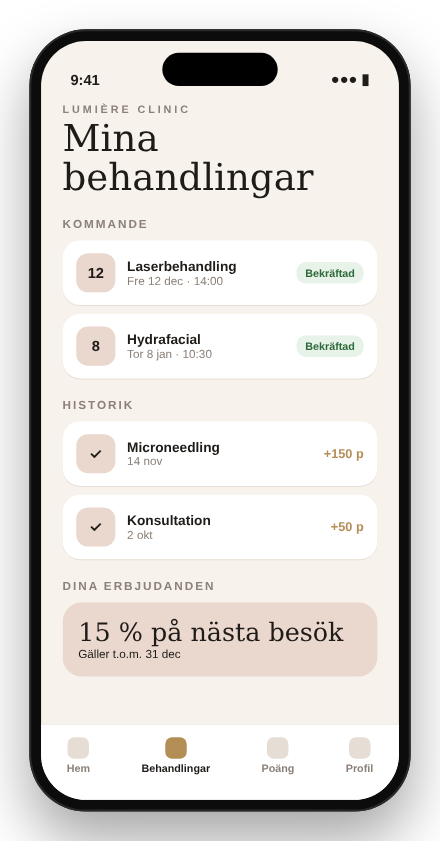 9:41
LUMIÈRE CLINIC
Mina
behandlingar
KOMMANDE
12
Laserbehandling
Fre 12 dec · 14:00
Bekräftad
8
Hydrafacial
Tor 8 jan · 10:30
Bekräftad
HISTORIK
Microneedling
14 nov
+150 p
Konsultation
2 okt
+50 p
DINA ERBJUDANDEN
15 % på nästa besök
Gäller t.o.m. 31 dec
Hem
Behandlingar
Poäng
Profil